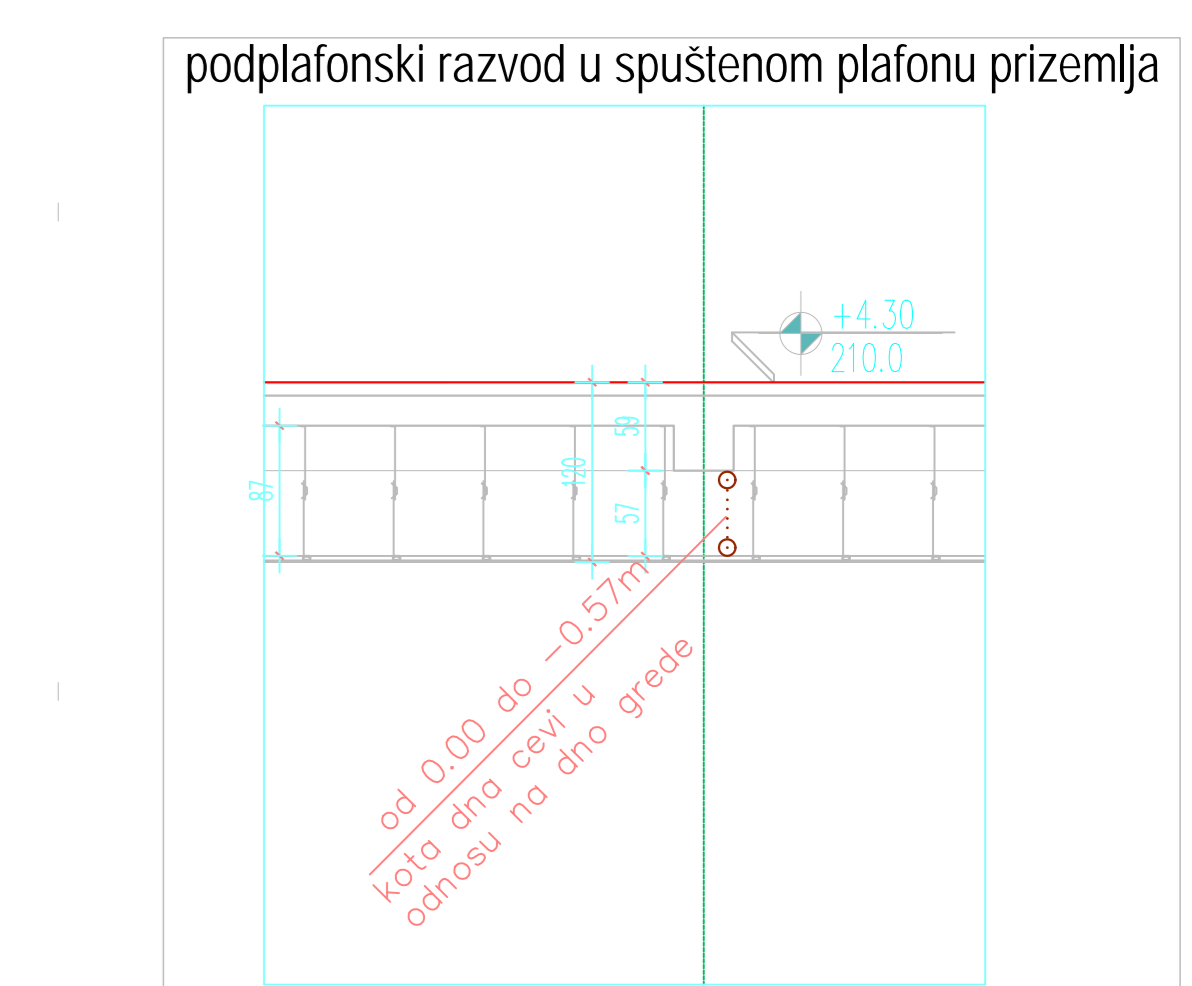 podplafonski razvod u spuštenom plafonu prizemlja
+4.30
210.0
59
120
87
57
od 0.00 do -0.57m
kota dna cevi u
odnosu na dno grede